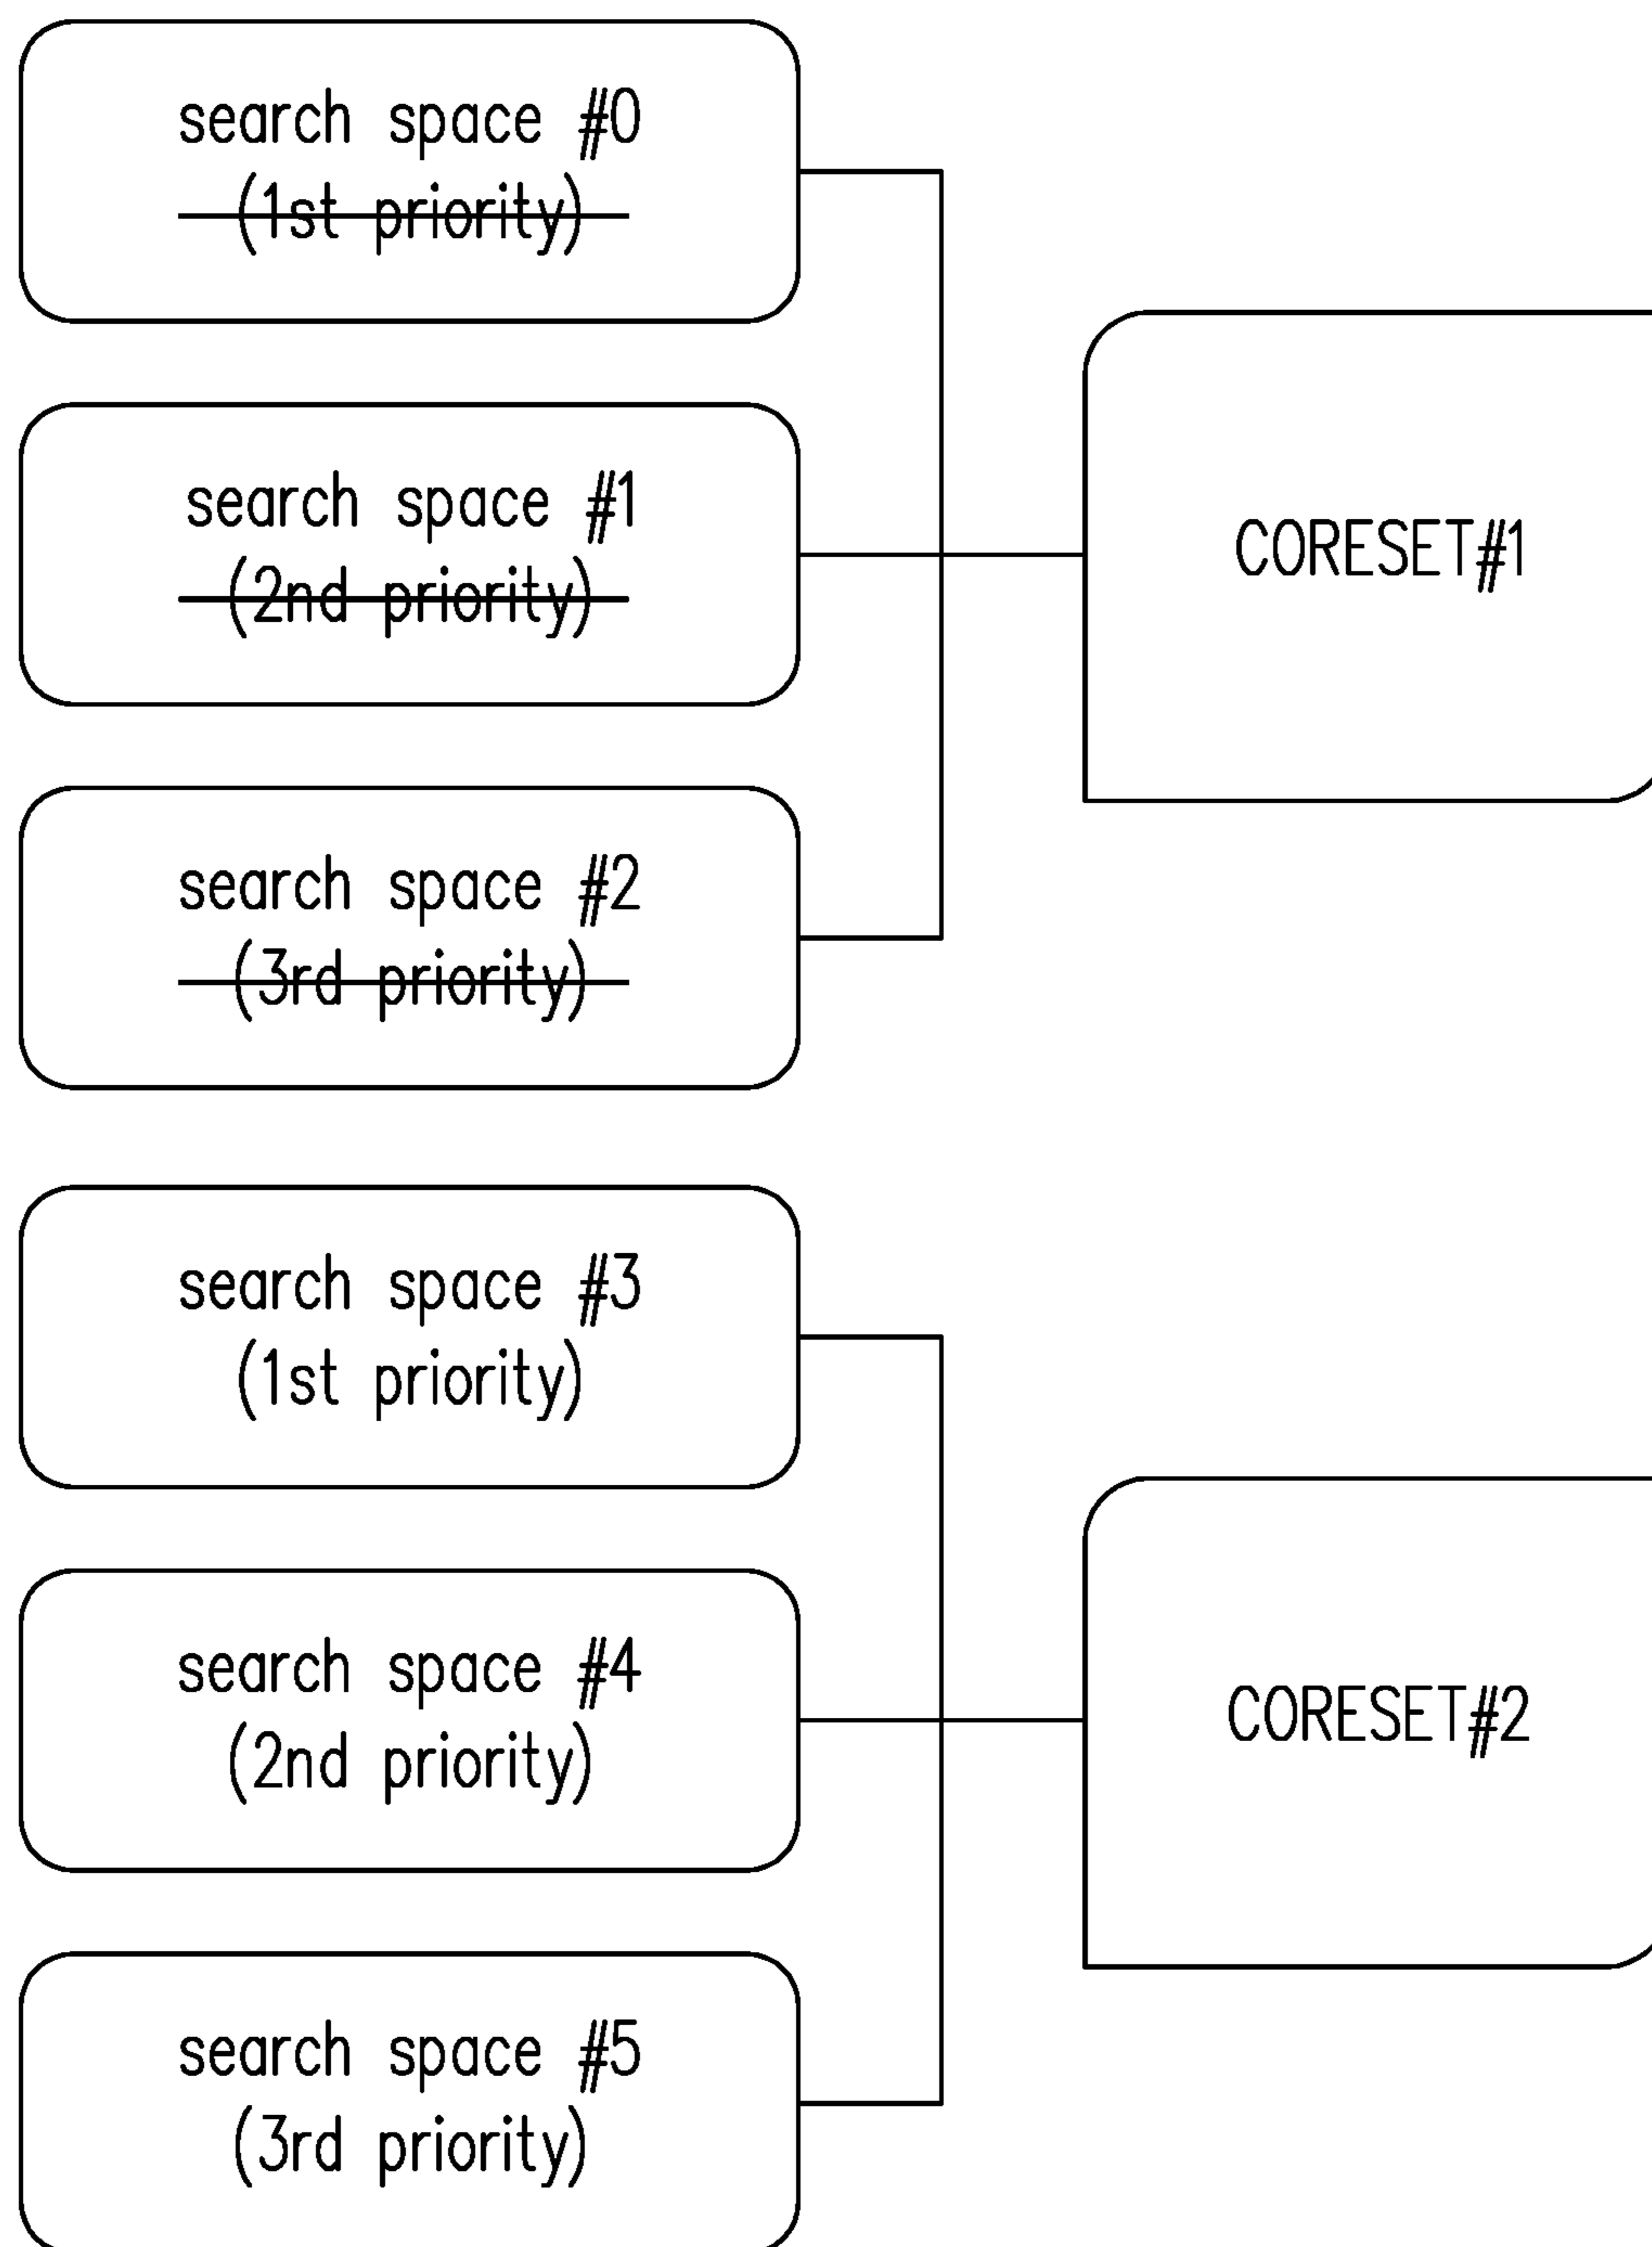 search space #0
(1st priority)
search space #1
(2nd priority)
CORESET#1
search space #2
(3rd priority)
search space #3
(1st priority)
search space #4
(2nd priority)
CORESET#2
search space #5
(3rd priority)